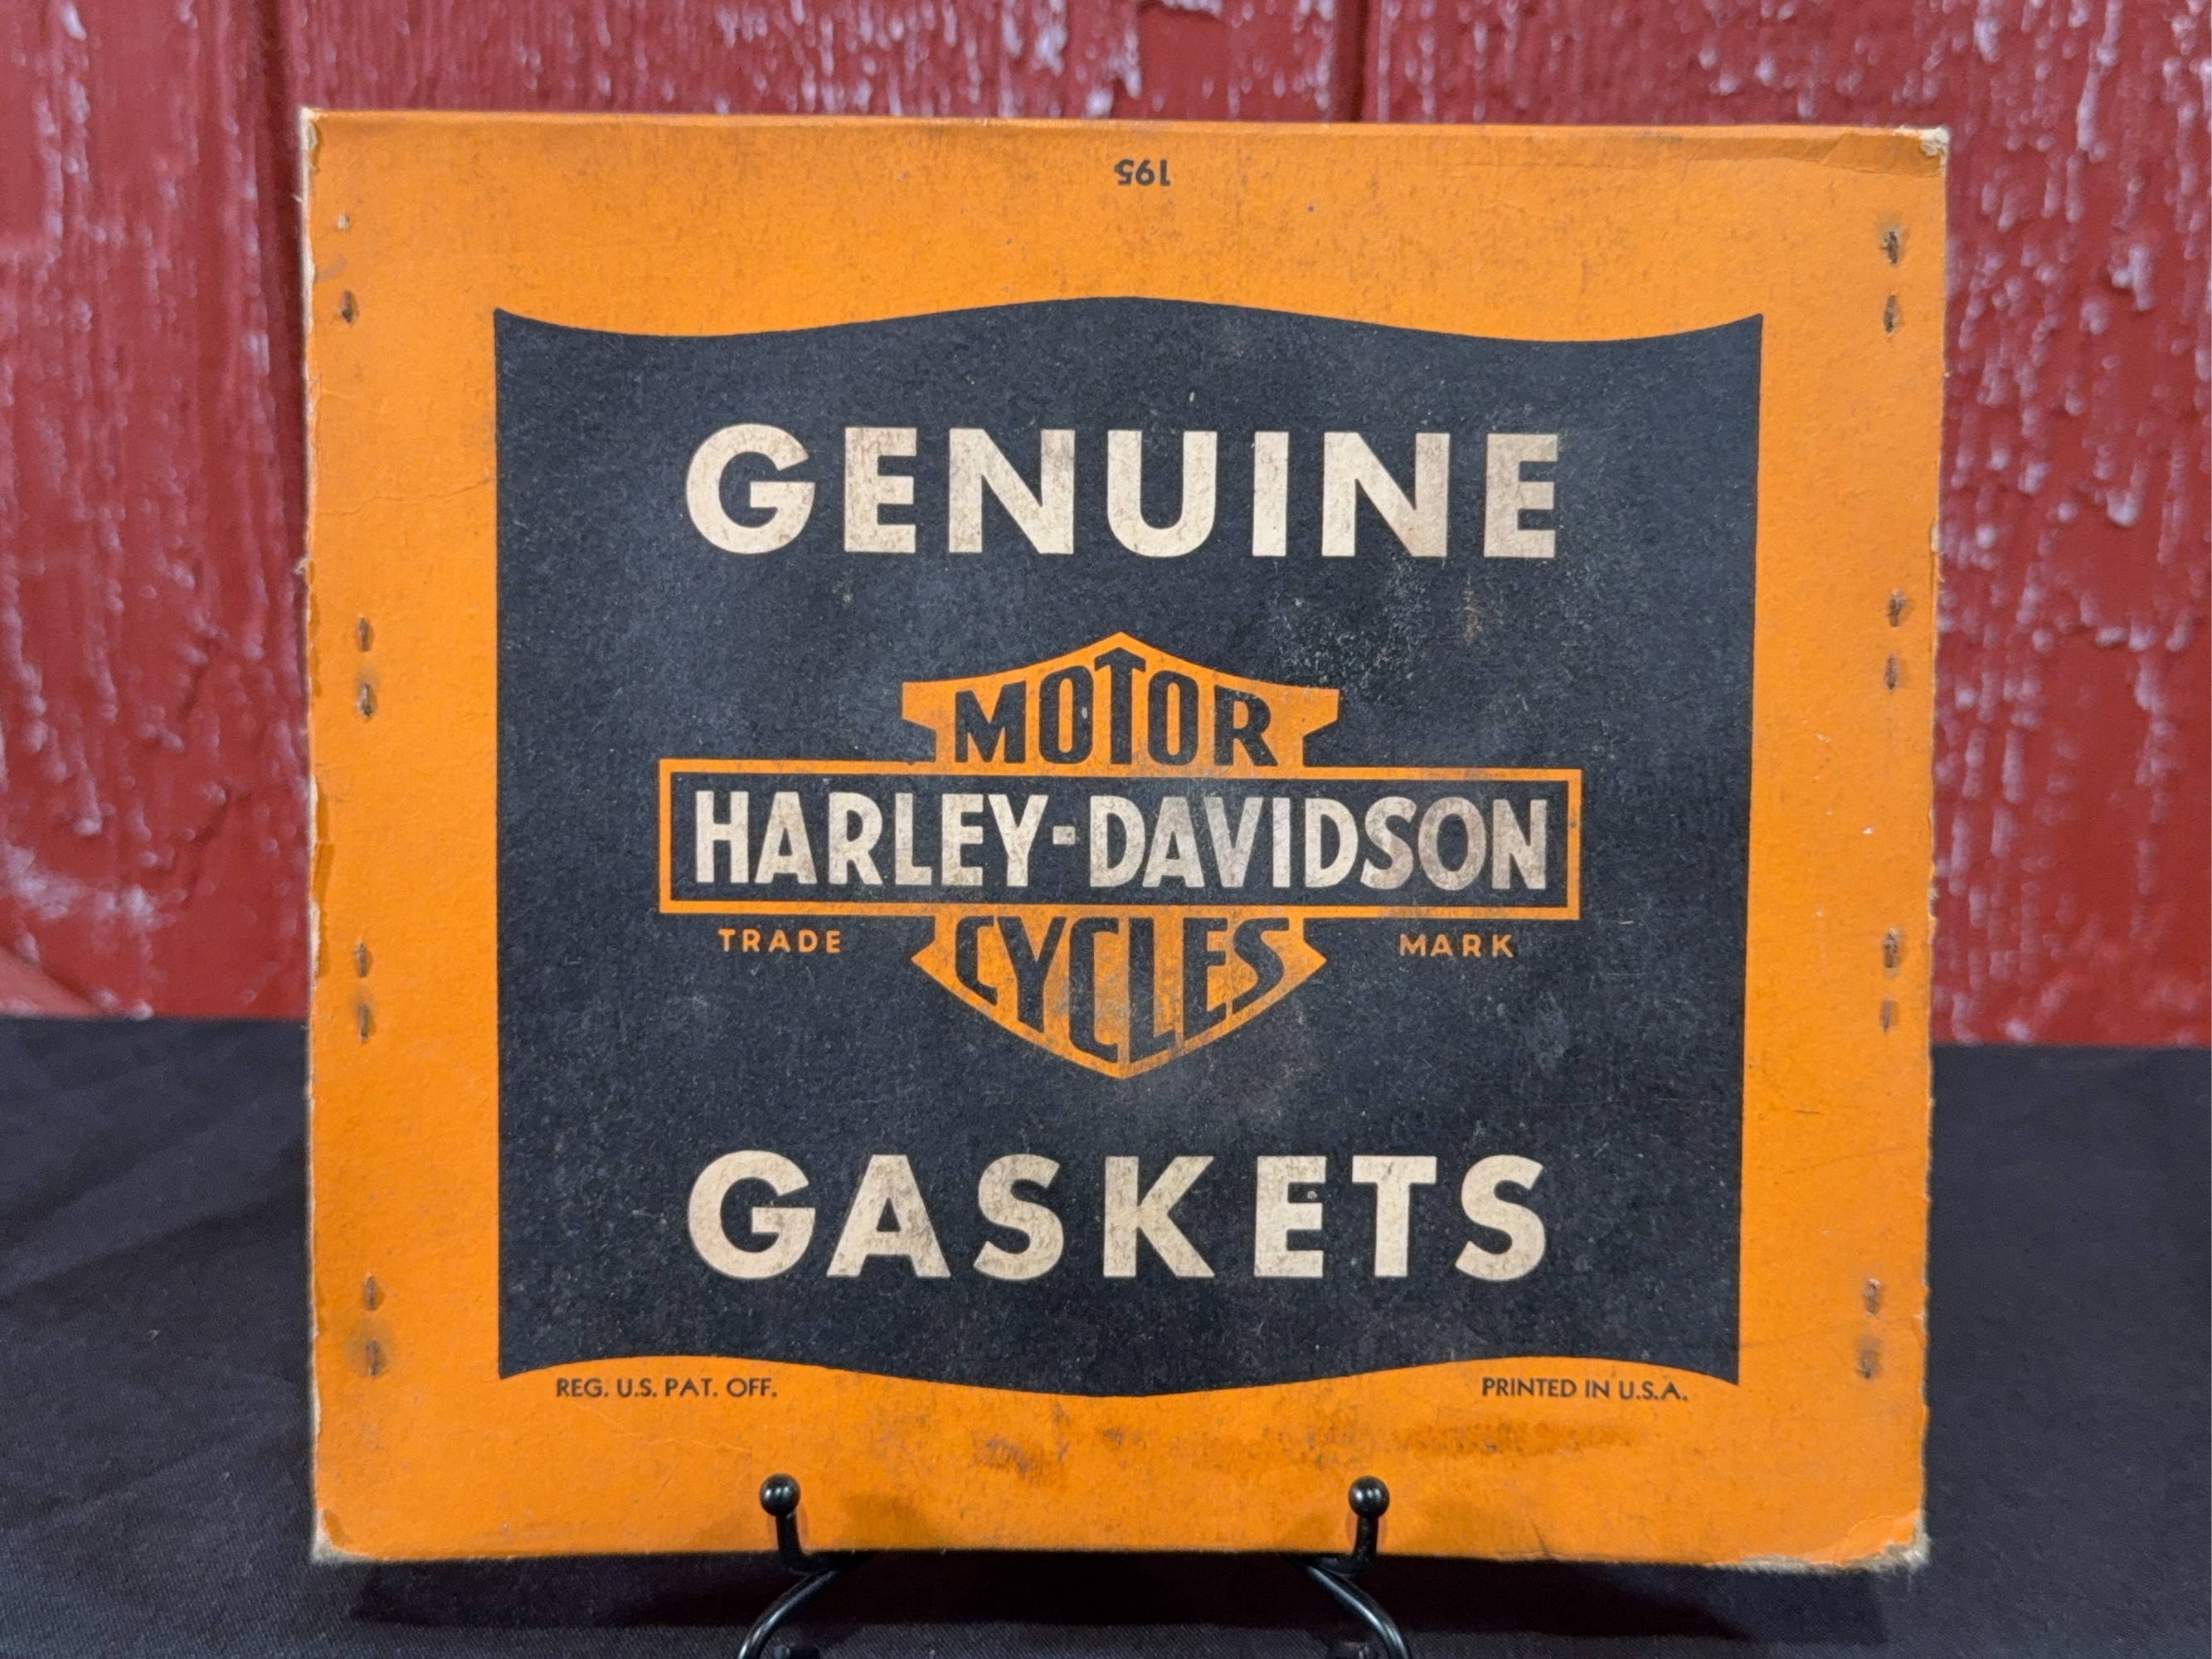 195
GENUINE
MOTOR
HARLEY-DAVIDSON
TRADE MARK
CYCLES
GASKETS
REG. U.S. PAT. OFF.
PRINTED IN U.S.A.